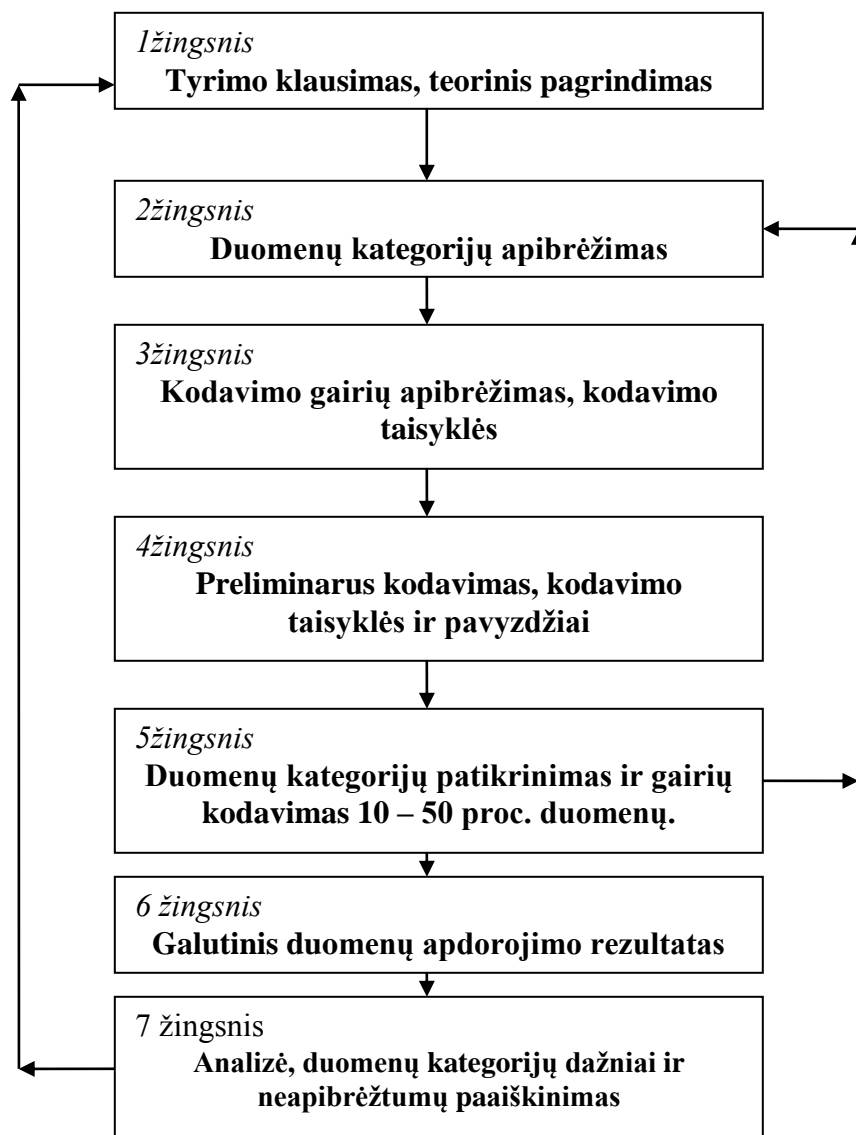 1žingsnis
Tyrimo klausimas, teorinis pagrindimas
2žingsnis
Duomenų kategorijų apibrėžimas
3žingsnis
Kodavimo gairių apibrėžimas, kodavimo
taisyklės
4žingsnis
Preliminarus kodavimas, kodavimo
taisyklės ir pavyzdžiai
5žingsnis
Duomenų kategorijų patikrinimas ir gairių
kodavimas 10 – 50 proc. duomenų.
6 žingsnis
Galutinis duomenų apdorojimo rezultatas
7 žingsnis
Analizė, duomenų kategorijų dažniai ir
neapibrėžtumų paaiškinimas